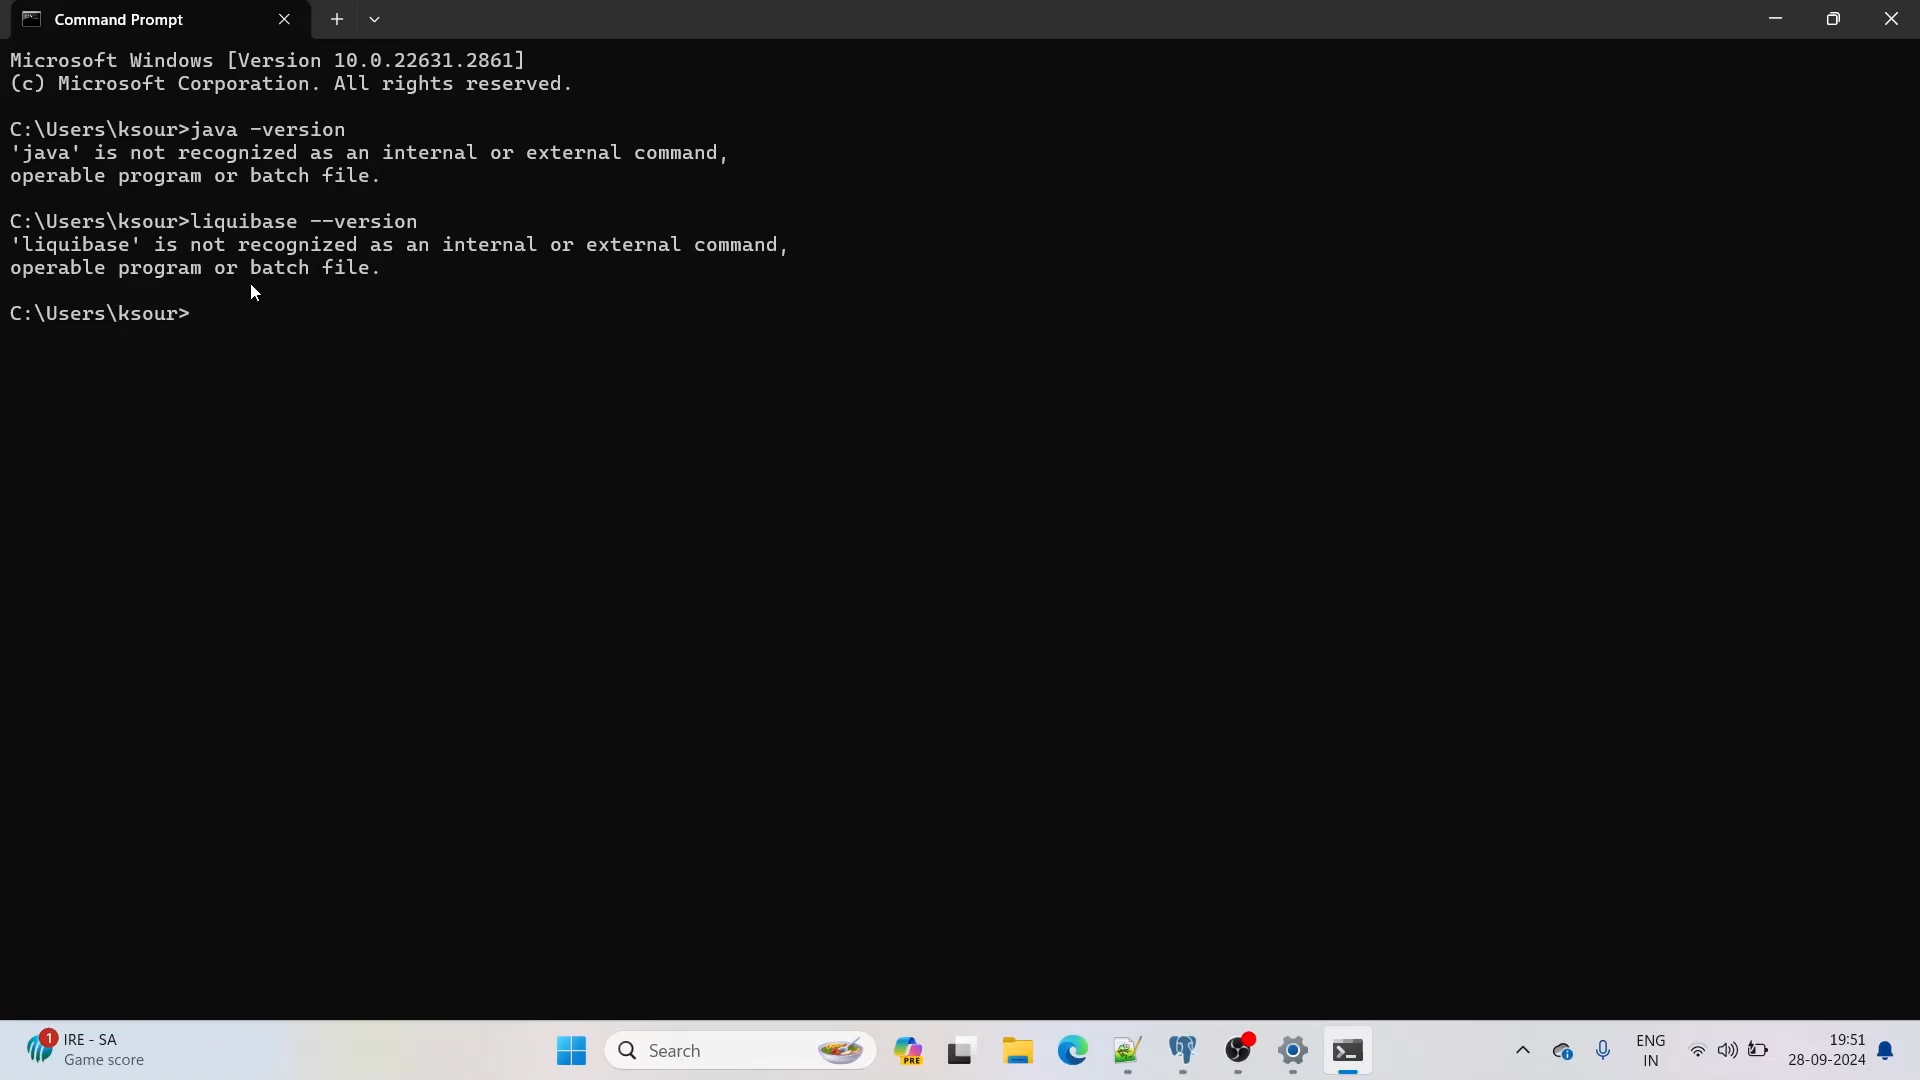 Command Prompt
Microsoft Windows [Version 10.0.22631.2861]
(c) Microsoft Corporation. All rights reserved.
C:\Users\ksour>java -version
'java' is not recognized as an internal or external command,
operable program or batch file.
C:\Users\ksour>liquibase --version
'liquibase' is not recognized as an internal or external command,
operable program or batch file.
C:\Users\ksour>
1
IRE - SA
Game score
Search
PRE
ENG
IN
19:51
28-09-2024